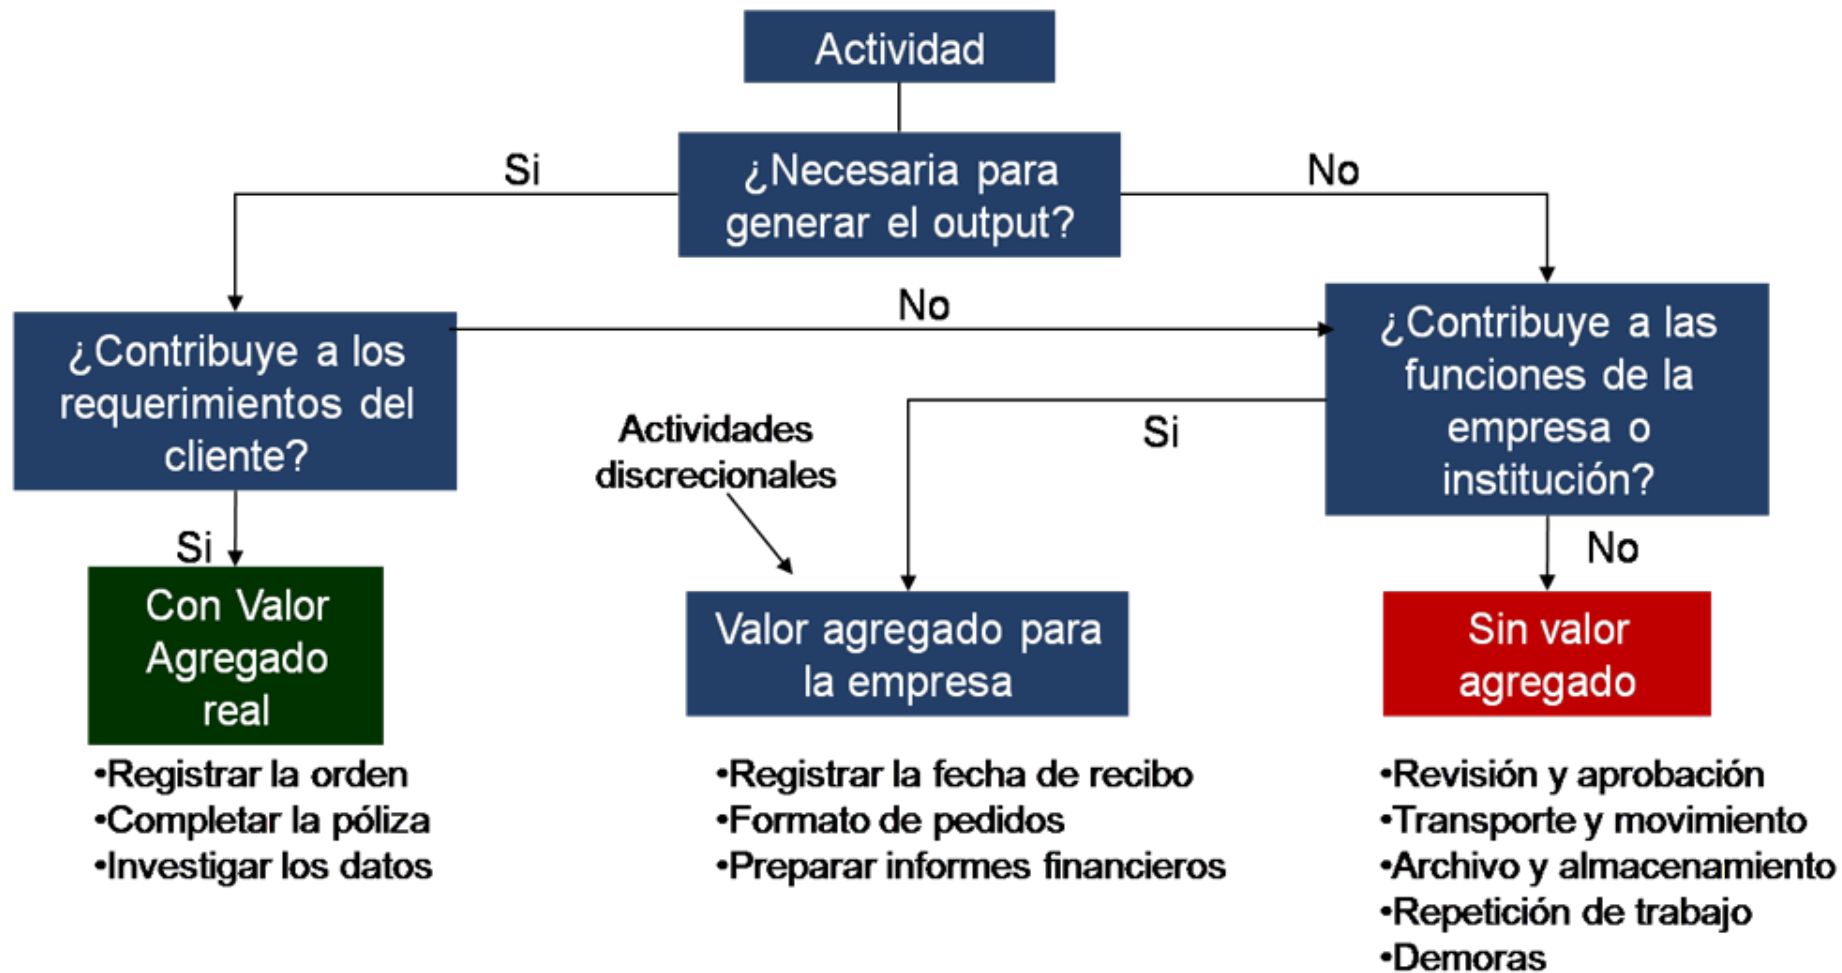 Actividad
¿Necesaria para
generar el output?
Si
No
¿Contribuye a los
requerimientos del
cliente?
No
¿Contribuye a las
funciones de la
empresa o
institución?
Actividades
discrecionales
Si
Si
No
Con Valor
Agregado
real
•Registrar la orden
•Completar la póliza
•Investigar los datos
Valor agregado para
la empresa
•Registrar la fecha de recibo
•Formato de pedidos
•Preparar informes financieros
Sin valor
agregado
•Revisión y aprobación
•Transporte y movimiento
•Archivo y almacenamiento
•Repetición de trabajo
•Demoras